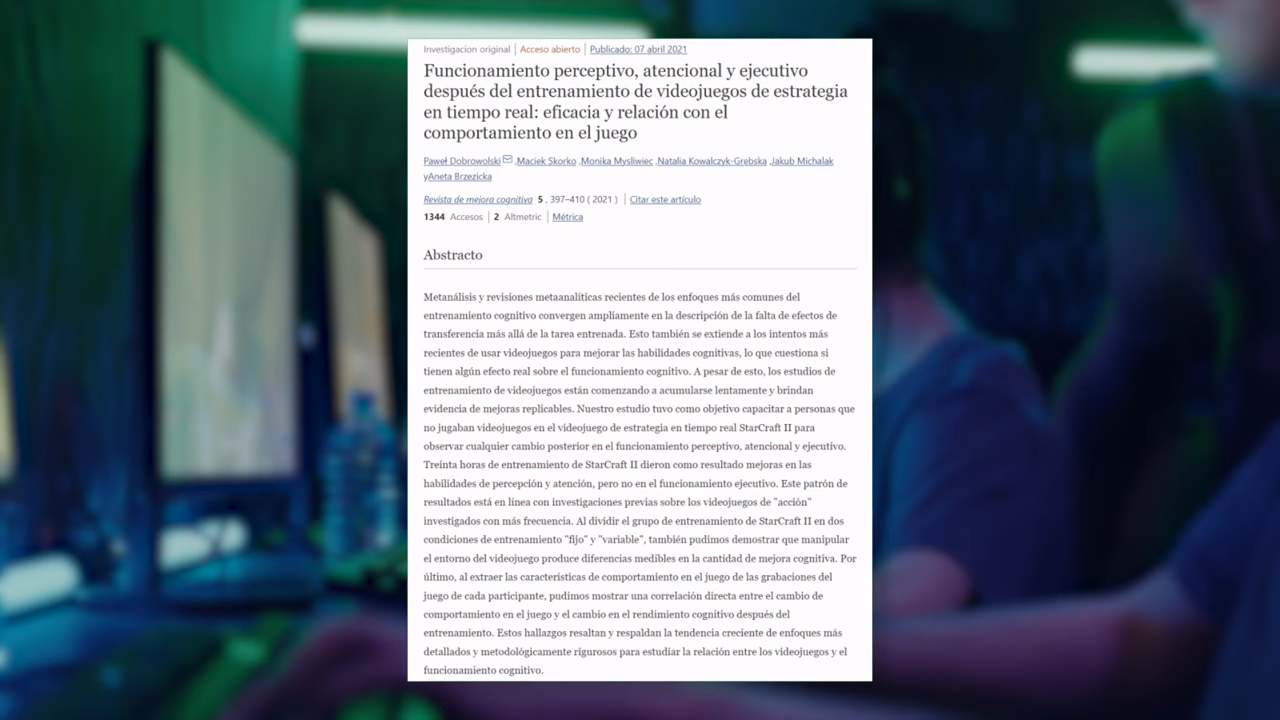 Investigacion original | Acceso abierto | Publicado: 07 abril 2021
Funcionamiento perceptivo, atencional y ejecutivo
después del entrenamiento de videojuegos de estrategia
en tiempo real: eficacia y relación con el
comportamiento en el juego
Paweł Dobrowolski ,Maciek Skorko ,Monika Mysliwiec ,Natalia Kowalczyk-Grębska ,Jakub Michalak
yAneta Brzezicka
Revista de mejora cognitiva 5 , 397–410 ( 2021 ) | Citar este artículo
1344 Accesos | 2 Altmetric | Métrica
Abstracto
Metanálisis y revisiones metaanalíticas recientes de los enfoques más comunes del
entrenamiento cognitivo convergen ampliamente en la descripción de la falta de efectos de
transferencia más allá de la tarea entrenada. Esto también se extiende a los intentos más
recientes de usar videojuegos para mejorar las habilidades cognitivas, lo que cuestiona si
tienen algún efecto real sobre el funcionamiento cognitivo. A pesar de esto, los estudios de
entrenamiento de videojuegos están comenzando a acumularse lentamente y brindan
evidencia de mejoras replicables. Nuestro estudio tuvo como objetivo capacitar a personas que
no jugaban videojuegos en el videojuego de estrategia en tiempo real StarCraft II para
observar cualquier cambio posterior en el funcionamiento perceptivo, atencional y ejecutivo.
Treinta horas de entrenamiento de StarCraft II dieron como resultado mejoras en las
habilidades de percepción y atención, pero no en el funcionamiento ejecutivo. Este patrón de
resultados está en línea con investigaciones previas sobre los videojuegos de "acción"
investigados con más frecuencia. Al dividir el grupo de entrenamiento de StarCraft II en dos
condiciones de entrenamiento "fijo" y "variable", también pudimos demostrar que manipular
el entorno del videojuego produce diferencias medibles en la cantidad de mejora cognitiva. Por
último, al extraer las características de comportamiento en el juego de las grabaciones del
juego de cada participante, pudimos mostrar una correlación directa entre el cambio de
comportamiento en el juego y el cambio en el rendimiento cognitivo después del
entrenamiento. Estos hallazgos resaltan y respaldan la tendencia creciente de enfoques más
detallados y metodológicamente rigurosos para estudiar la relación entre los videojuegos y el
funcionamiento cognitivo.